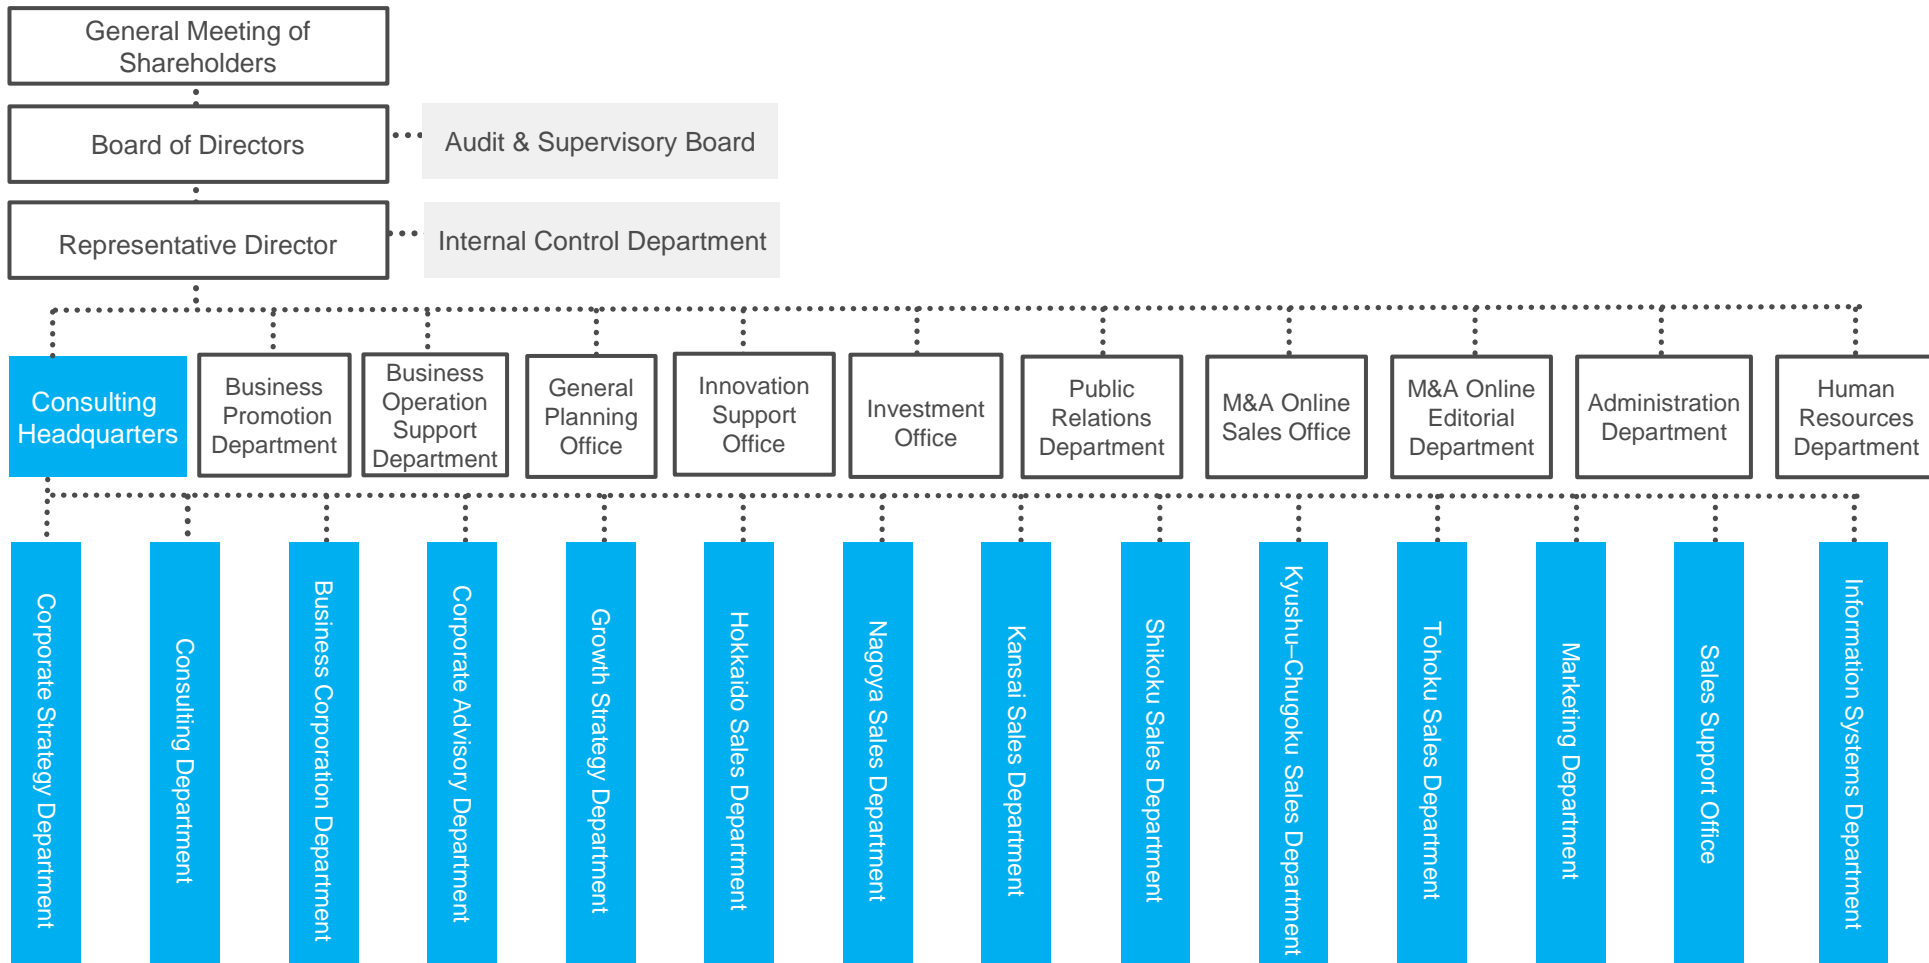 General Meeting of
Shareholders
Board of Directors
Audit & Supervisory Board
Representative Director
Internal Control Department
Consulting
Headquarters
Business
Promotion
Department
Business
Operation
Support
Department
General
Planning
Office
Innovation
Support
Office
Investment
Office
Public
Relations
Department
M&A Online
Sales Office
M&A Online
Editorial
Department
Administration
Department
Human
Resources
Department
Corporate Strategy Department
Consulting Department
Business Corporation Department
Corporate Advisory Department
Growth Strategy Department
Hokkaido Sales Department
Nagoya Sales Department
Kansai Sales Department
Shikoku Sales Department
Kyushu–Chugoku Sales Department
Tohoku Sales Department
Marketing Department
Sales Support Office
Information Systems Department